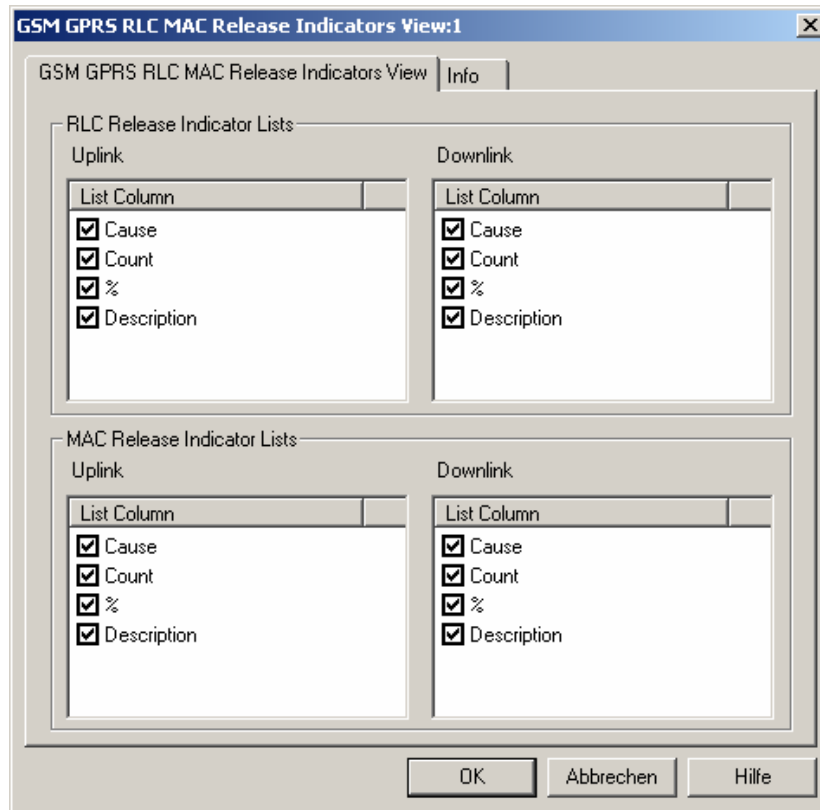 GSM GPRS RLC MAC Release Indicators View:1
GSM GPRS RLC MAC Release Indicators View Info
RLC Release Indicator Lists
Uplink Downlink
List Column List Column
Cause Cause
Count Count
% %
Description Description
MAC Release Indicator Lists
Uplink Downlink
List Column List Column
Cause Cause
Count Count
% %
Description Description
OK Abbrechen Hilfe